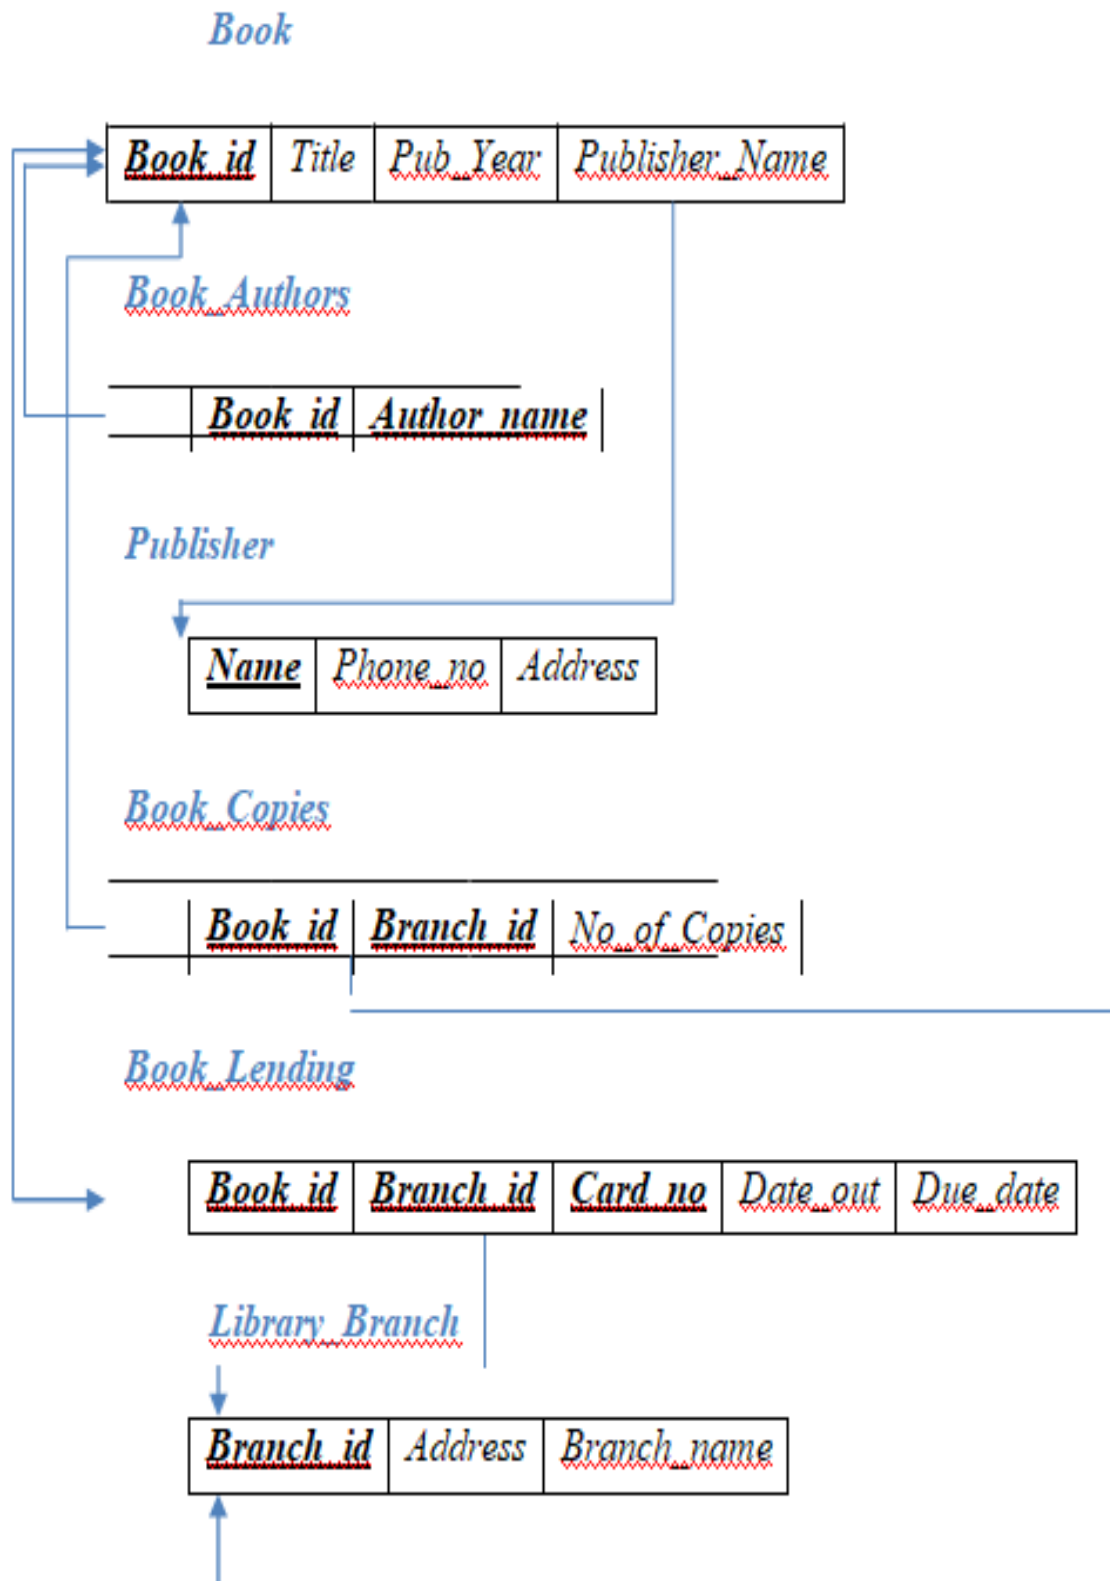 Book
Book_id Title Pub_Year Publisher_Name
Book_Authors
Book_id Author_name
Publisher
Name Phone_no Address
Book_Copies
Book_id Branch_id No_of_Copies
Book_Lending
Book_id Branch_id Card_no Date_out Due_date
Library_Branch
Branch_id Address Branch_name